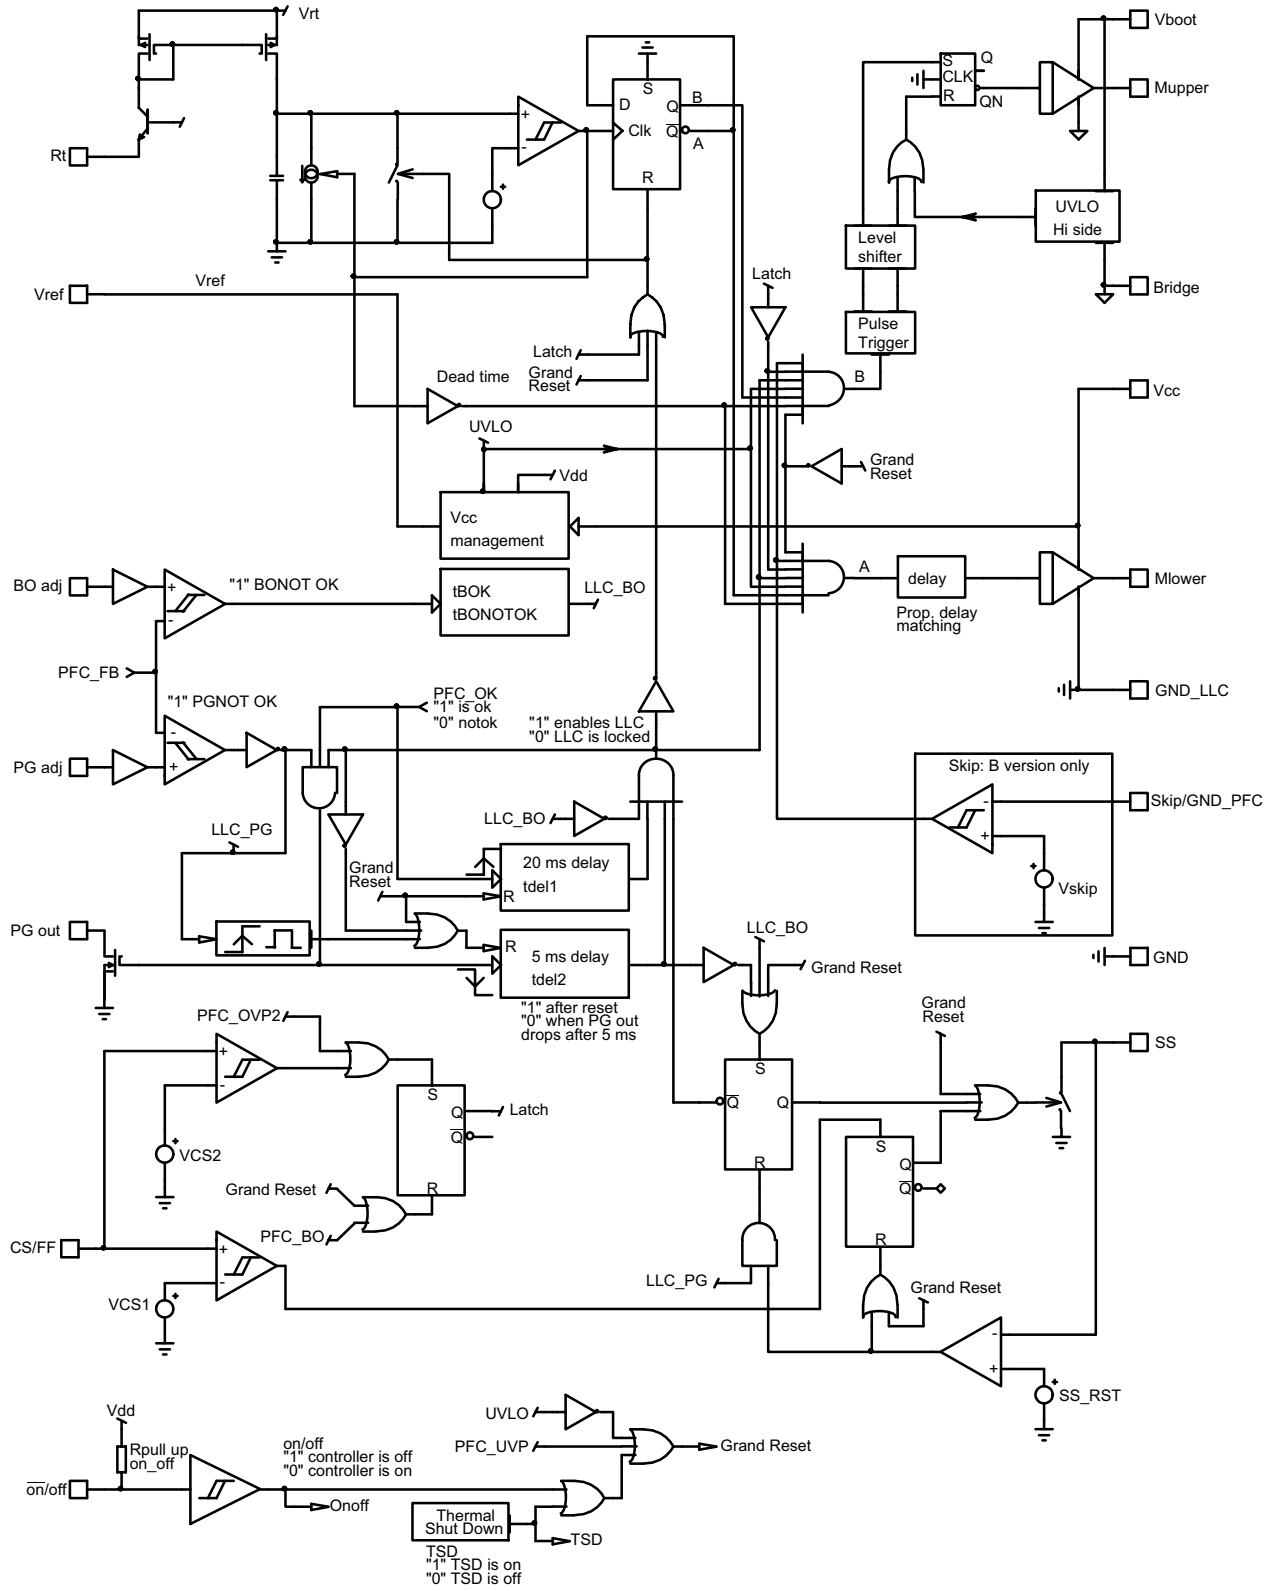 Vrt
Vboot
S
Q
CLK
R
QN
Mupper
D
S
Q
B
Clk
Q
A
R
Rt
UVLO
Hi side
Level
shifter
Bridge
Vref
Vref
Latch
Pulse
Trigger
Latch
Grand
Reset
Dead time
B
Vcc
UVLO
Vdd
Grand
Reset
Vcc
management
BO adj
"1" BONOT OK
tBOK
tBONOTOK
LLC_BO
A
delay
Mlower
Prop. delay
matching
PFC_FB
"1" PGNOT OK
PFC_OK
"1" is ok
"0" notok
"1" enables LLC
"0" LLC is locked
GND_LLC
PG adj
Skip: B version only
Skip/GND_PFC
Vskip
LLC_BO
LLC_PG
Grand
Reset
20 ms delay
tdel1
R
PG out
R
5 ms delay
tdel2
LLC_BO
Grand Reset
GND
"1" after reset
"0" when PG out
drops after 5 ms
Grand
Reset
PFC_OVP2
SS
S
Q
Latch
Q
R
S
Q
Q
R
VCS2
S
Q
Q
R
Grand Reset
PFC_BO
CS/FF
VCS1
LLC_PG
Grand Reset
SS_RST
Vdd
Rpull up
on_off
on/off
on/off
"1" controller is off
"0" controller is on
Onoff
UVLO
PFC_UVP
Grand Reset
Thermal
Shut Down
TSD
TSD
"1" TSD is on
"0" TSD is off